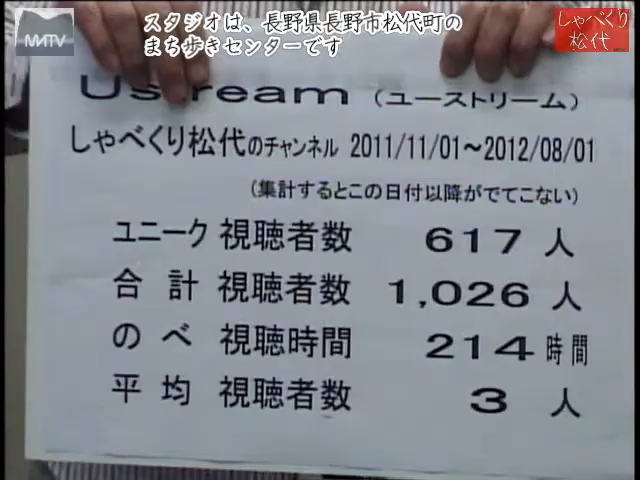 MATV
スタジオは、長野県長野市松代町の
まち歩きセンターです
しゃべくり
松代
Ustream (ユーストリーム)
しゃべくり松代のチャンネル 2011/11/01～2012/08/01
(集計するとこの日付以降がでてこない)
ユニーク 視聴者数 617 人
合計 視聴者数 1,026 人
のべ 視聴時間 214 時間
平均 視聴者数 3 人